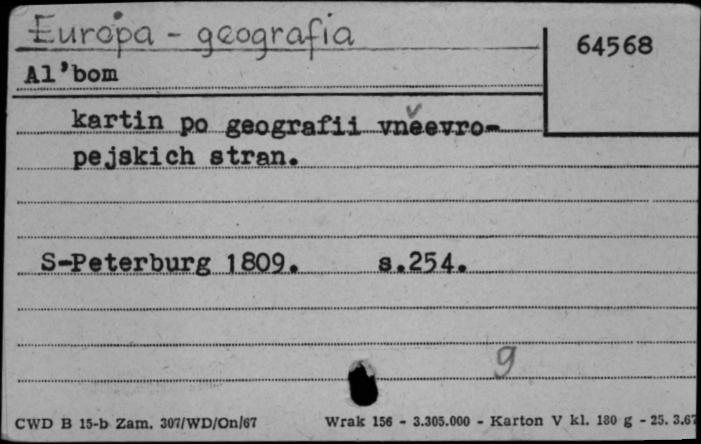 Europa - geografia
64568
Al'bom
kartin po geografii vněevro-
pejskich stran.
S-Peterburg 1809. s.254.
9
CWD B 15-b Zam. 307/WD/On/67 Wrak 156 - 3.305.000 - Karton V kl. 180 g - 25. 3.67